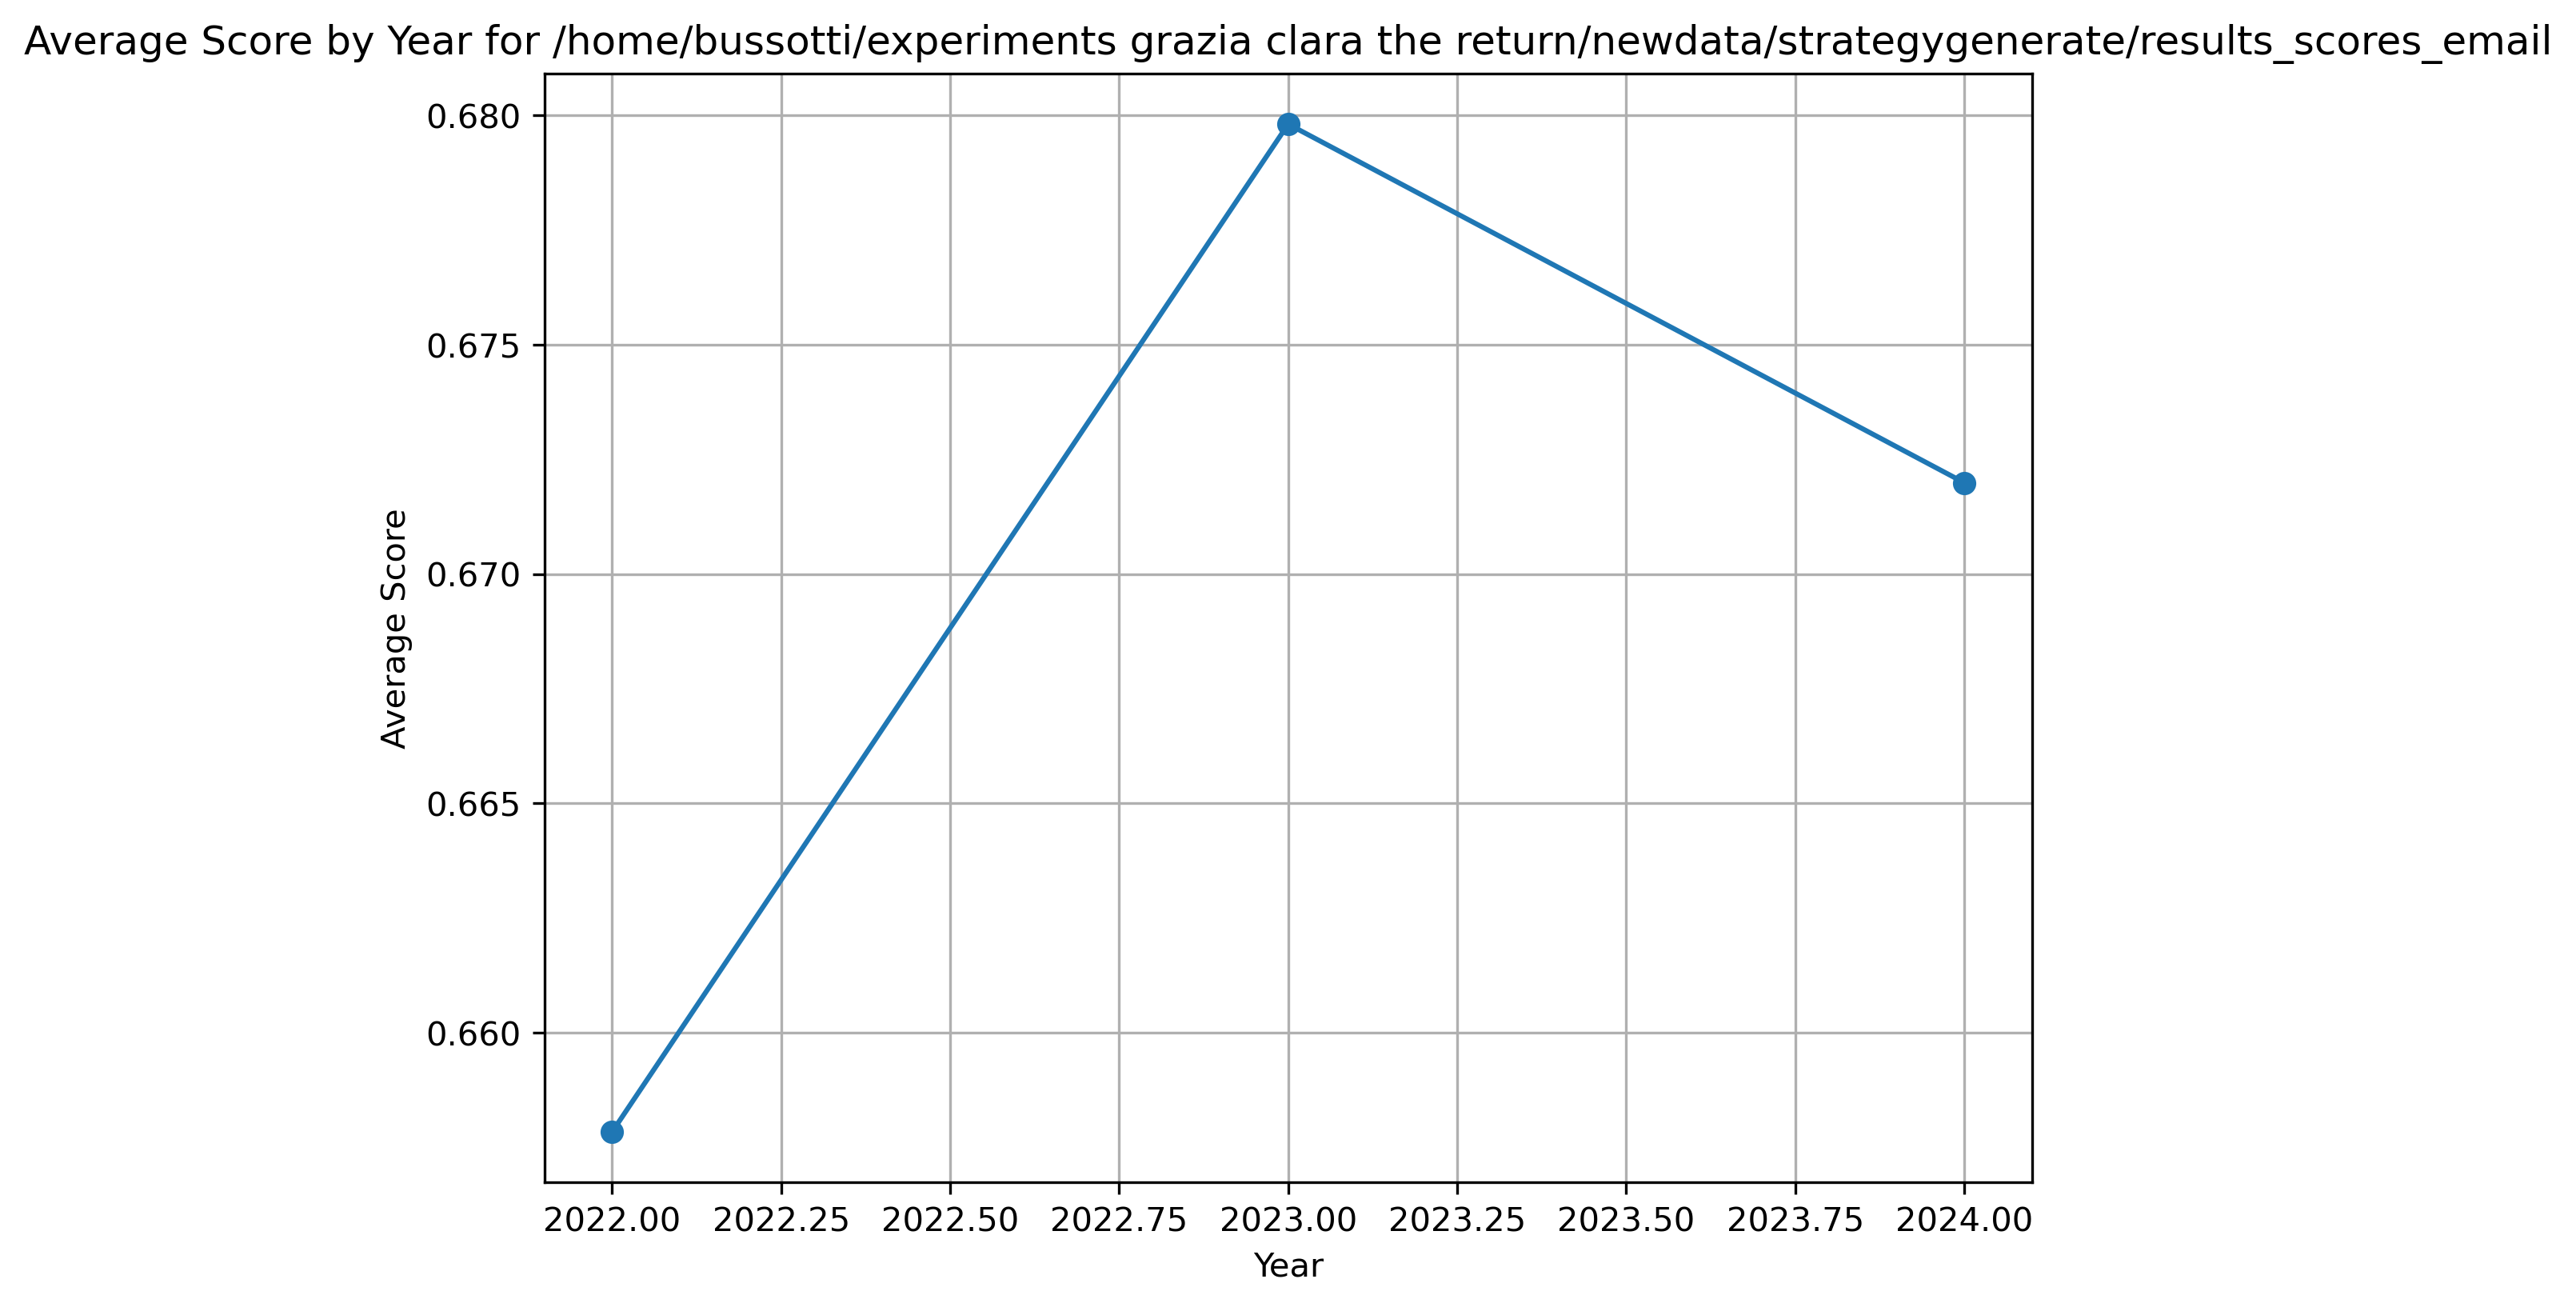 Average Score by Year for /home/bussotti/experiments grazia clara the return/newdata/strategygenerate/results_scores_email
0.680
0.675
0.670
0.665
0.660
Average Score
2022.00 2022.25 2022.50 2022.75 2023.00 2023.25 2023.50 2023.75 2024.00
Year